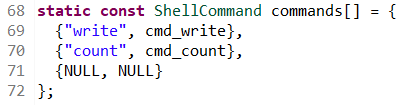 68 static const ShellCommand commands[] = {
69   {"write", cmd_write},
70   {"count", cmd_count},
71   {NULL, NULL}
72 };